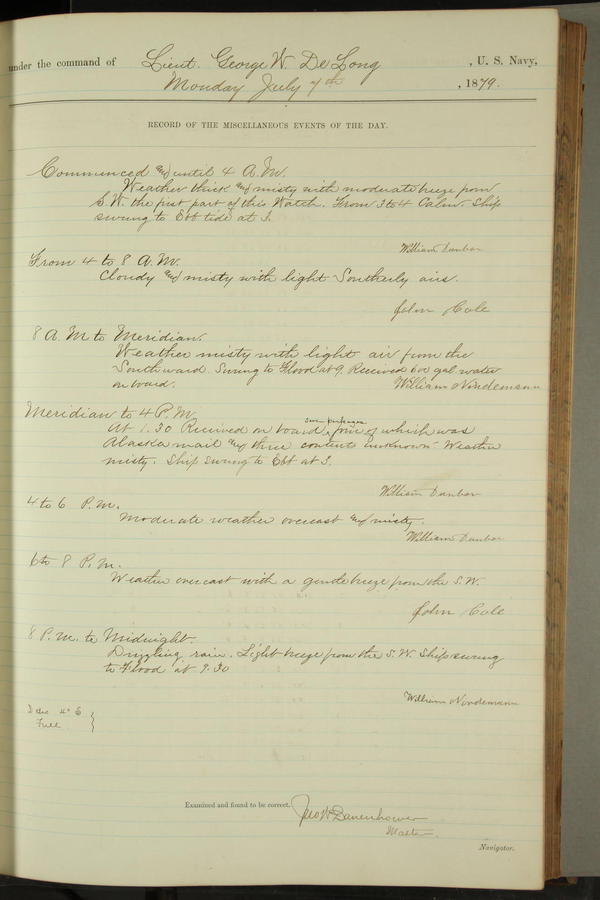 under the command of Lieut. George W. De Long, U. S. Navy,
Monday July 7th, 1879.
RECORD OF THE MISCELLANEOUS EVENTS OF THE DAY.
Commenced and until 4 A.M.
Weather thick and misty with moderate breeze from
S.W. the first part of this Watch. From 3 to 4 Calm. Ship
swung to Ebb tide at 3.
William Dunbar
From 4 to 8 A.M.
Cloudy and misty with light Southerly airs.
John Cole
8 A.M to Meridian.
Weather misty with light air from the
Southward. Swung to Flood at 9. Received 600 gal water
on board.
William Nindemann
Meridian to 4 P.M.
seven packages
At 1.30 Received on board, four of which was
Alaska mail and three contents unknown- Weather
misty. Ship swung to Ebb at 3.
William Dunbar
4 to 6 P.M.
Moderate weather overcast and misty.
William Dunbar
6 to 8 P.M.
Weather overcast with a gentle breeze from the S.W.
John Cole
8 P.M. to Midnight.
Drizzling rain. Light breeze from the S.W. Ship swung
to Flood at 9.30
William Nindemann
Full
Examined and found to be correct. Jno W Danenhower
Master.
Navigator.